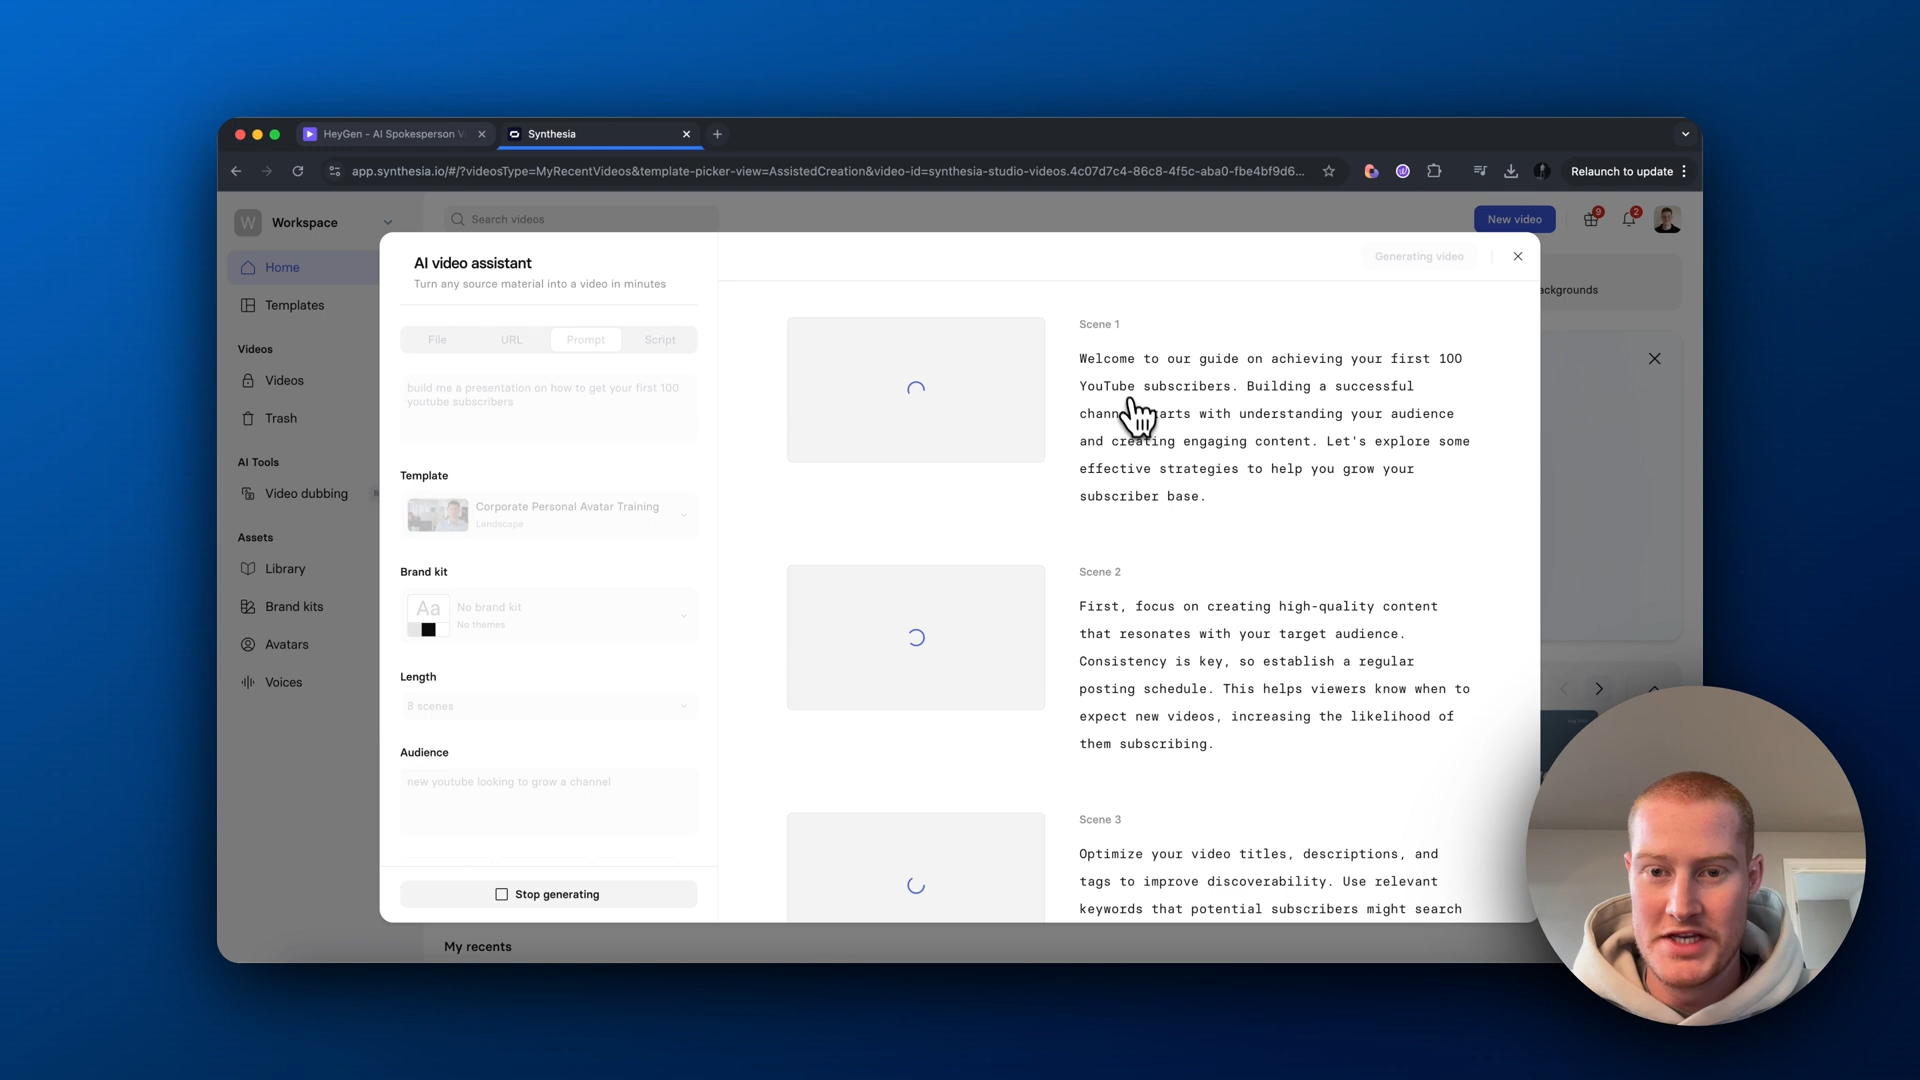 HeyGen - AI Spokesperson V
Synthesia
app.synthesia.io/#/?videosType=MyRecentVideos&template-picker-view=AssistedCreation&video-id=synthesia-studio-videos.4c07d7c4-86c8-4f5c-aba0-fbe4bf9d6...
Relaunch to update
W
Workspace
Search videos
New video
9
2
Home
Templates
Videos
Videos
Trash
AI Tools
Video dubbing
Assets
Library
Brand kits
Avatars
Voices
ackgrounds
My recents
AI video assistant
Turn any source material into a video in minutes
File
URL
Prompt
Script
build me a presentation on how to get your first 100
youtube subscribers
Template
Corporate Personal Avatar Training
Landscape
Brand kit
Aa
No brand kit
No themes
Length
8 scenes
Audience
new youtube looking to grow a channel
Stop generating
Generating video
Scene 1
Welcome to our guide on achieving your first 100
YouTube subscribers. Building a successful
chann arts with understanding your audience
and creating engaging content. Let's explore some
effective strategies to help you grow your
subscriber base.
Scene 2
First, focus on creating high-quality content
that resonates with your target audience.
Consistency is key, so establish a regular
posting schedule. This helps viewers know when to
expect new videos, increasing the likelihood of
them subscribing.
Scene 3
Optimize your video titles, descriptions, and
tags to improve discoverability. Use relevant
keywords that potential subscribers might search